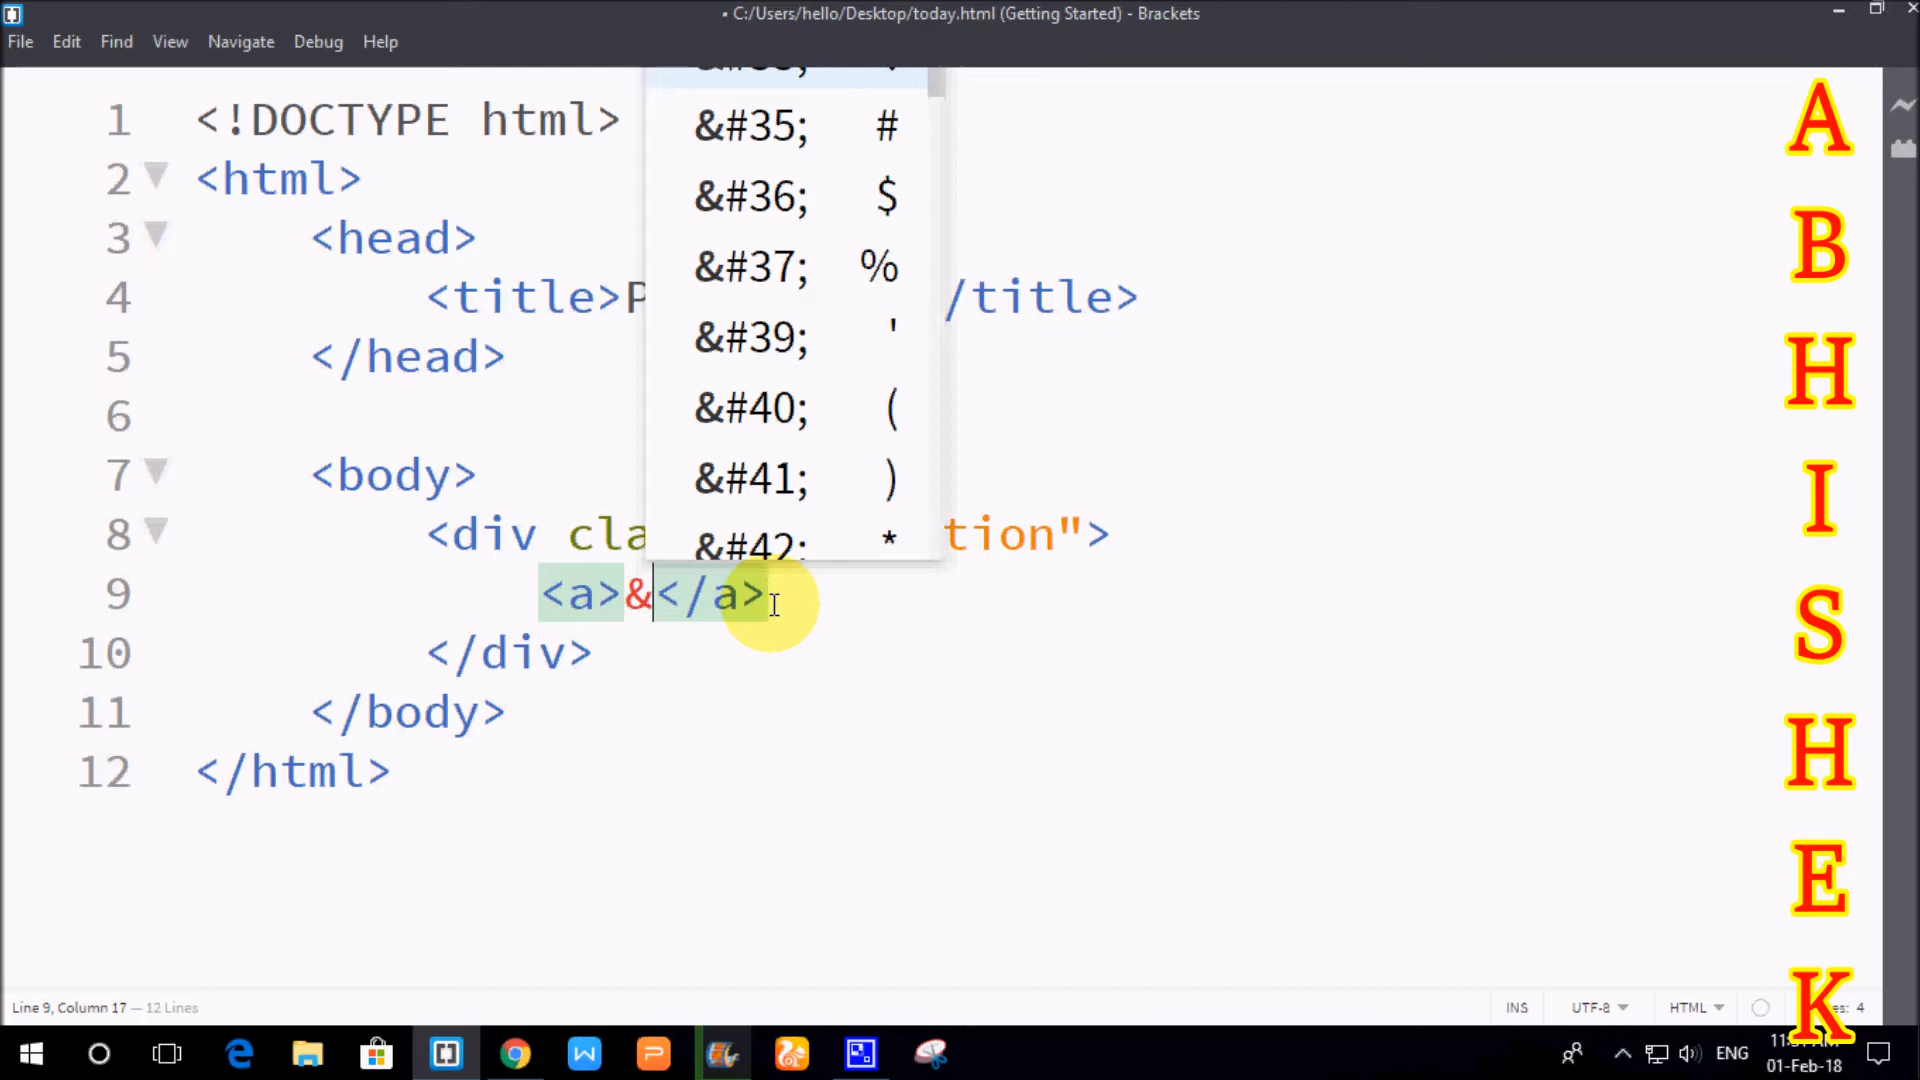 • C:/Users/hello/Desktop/today.html (Getting Started) - Brackets
File Edit Find View Navigate Debug Help
1 <!DOCTYPE html>
2 <html>
3 <head>
4 <title>P /title>
5 </head>
6
7 <body>
8 <div cla tion">
9 <a>&</a>
10 </div>
11 </body>
12 </html>
&#35; #
&#36; $
&#37; %
&#39; '
&#40; (
&#41; )
&#42; *
A
B
H
I
S
H
E
K
Line 9, Column 17 — 12 Lines
INS UTF-8 HTML : 4
ENG
01-Feb-18